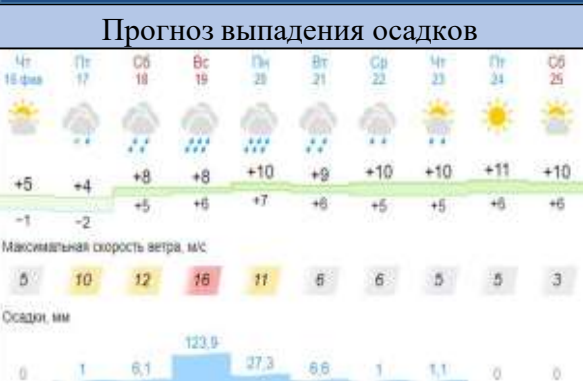 Прогноз выпадения осадков
Чт Пт Сб Вс Пн Вт Ср Чт Пт Сб
16 фев 17 18 19 20 21 22 23 24 25
+5 +4 +8 +8 +10 +9 +10 +10 +11 +10
−1 −2 +5 +6 +7 +6 +5 +5 +6 +6
Максимальная скорость ветра, м/с
5 10 12 16 11 6 6 5 5 3
Осадки, мм
0 1 6,1 123,9 27,3 6,6 1 1,1 0 0